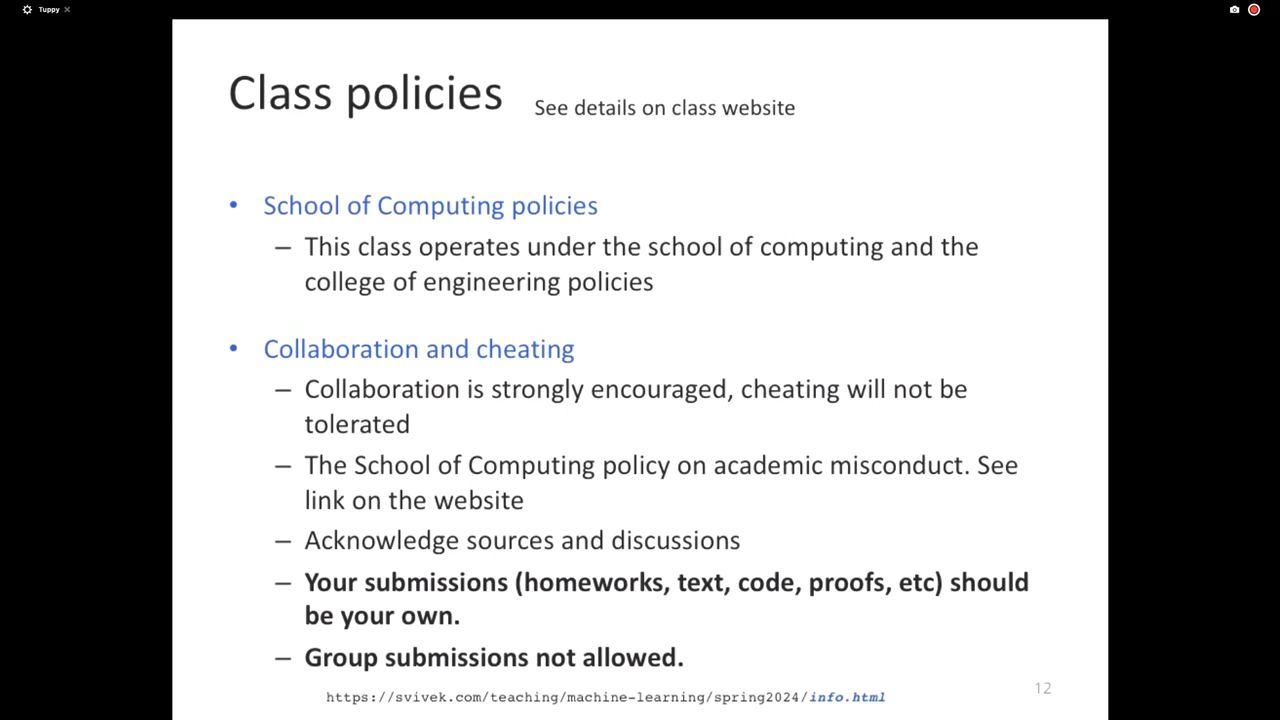 Tuppy
Class policies See details on class website
• School of Computing policies
– This class operates under the school of computing and the
college of engineering policies
• Collaboration and cheating
– Collaboration is strongly encouraged, cheating will not be
tolerated
– The School of Computing policy on academic misconduct. See
link on the website
– Acknowledge sources and discussions
– Your submissions (homeworks, text, code, proofs, etc) should
be your own.
– Group submissions not allowed.
https://svivek.com/teaching/machine-learning/spring2024/info.html
12